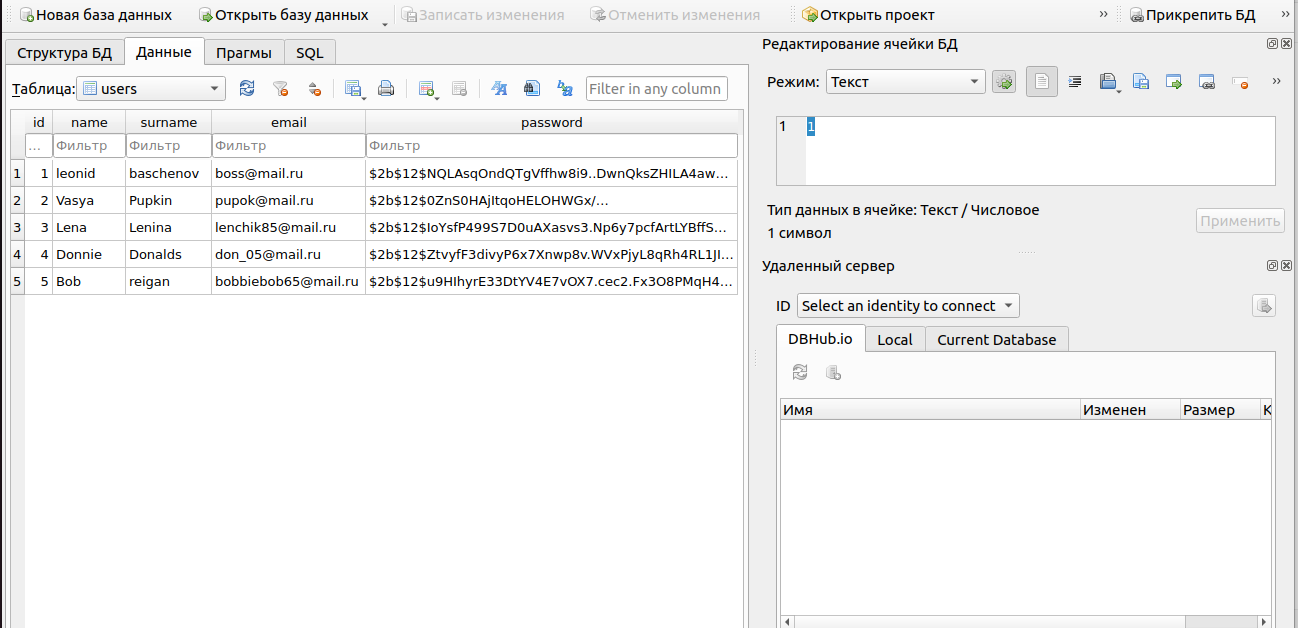 Новая база данных Открыть базу данных Записать изменения Отменить изменения Открыть проект » Прикрепить БД »
Структура БД Данные Прагмы SQL
Таблица: users Filter in any column
id name surname email password
... Фильтр Фильтр Фильтр Фильтр
1 1 leonid baschenov boss@mail.ru $2b$12$NQLAsqOndQTgVffhw8i9..DwnQksZHILA4aw...
2 2 Vasya Pupkin pupok@mail.ru $2b$12$0ZnS0HAjItqoHELOHWGx/...
3 3 Lena Lenina lenchik85@mail.ru $2b$12$IoYsfP499S7D0uAXasvs3.Np6y7pcfArtLYBffS...
4 4 Donnie Donalds don_05@mail.ru $2b$12$ZtvyfF3divyP6x7Xnwp8v.WVxPjyL8qRh4RL1JI...
5 5 Bob reigan bobbiebob65@mail.ru $2b$12$u9HIhyrE33DtYV4E7vOX7.cec2.Fx3O8PMqH4...
Редактирование ячейки БД
Режим: Текст »
1 1
Тип данных в ячейке: Текст / Числовое
1 символ
Применить
Удаленный сервер
ID Select an identity to connect
DBHub.io Local Current Database
Имя Изменен Размер К